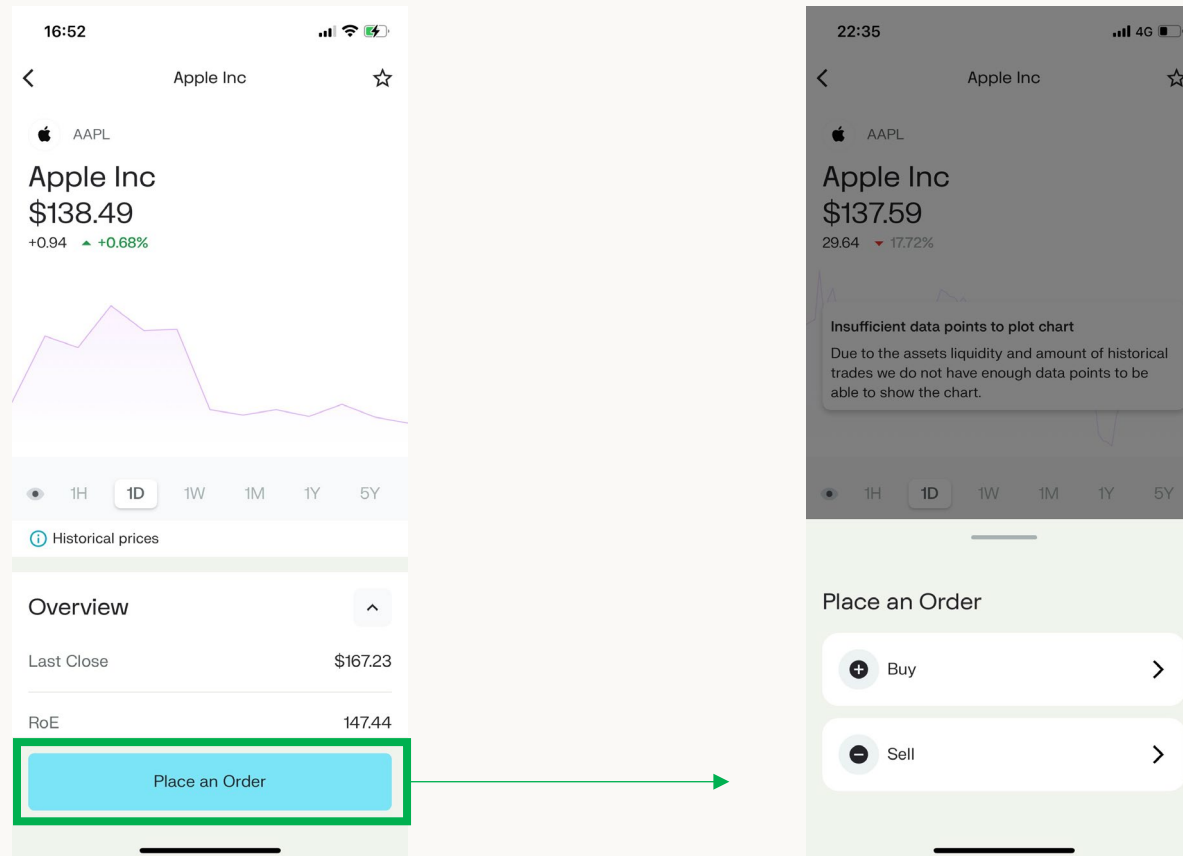 16:52
Apple Inc
AAPL
Apple Inc
$138.49
+0.94 +0.68%
1H 1D 1W 1M 1Y 5Y
Historical prices
Overview
Last Close $167.23
RoE 147.44
Place an Order
22:35 4G
Apple Inc
AAPL
Apple Inc
$137.59
29.64 17.72%
Insufficient data points to plot chart
Due to the assets liquidity and amount of historical
trades we do not have enough data points to be
able to show the chart.
1H 1D 1W 1M 1Y 5Y
Place an Order
Buy
Sell